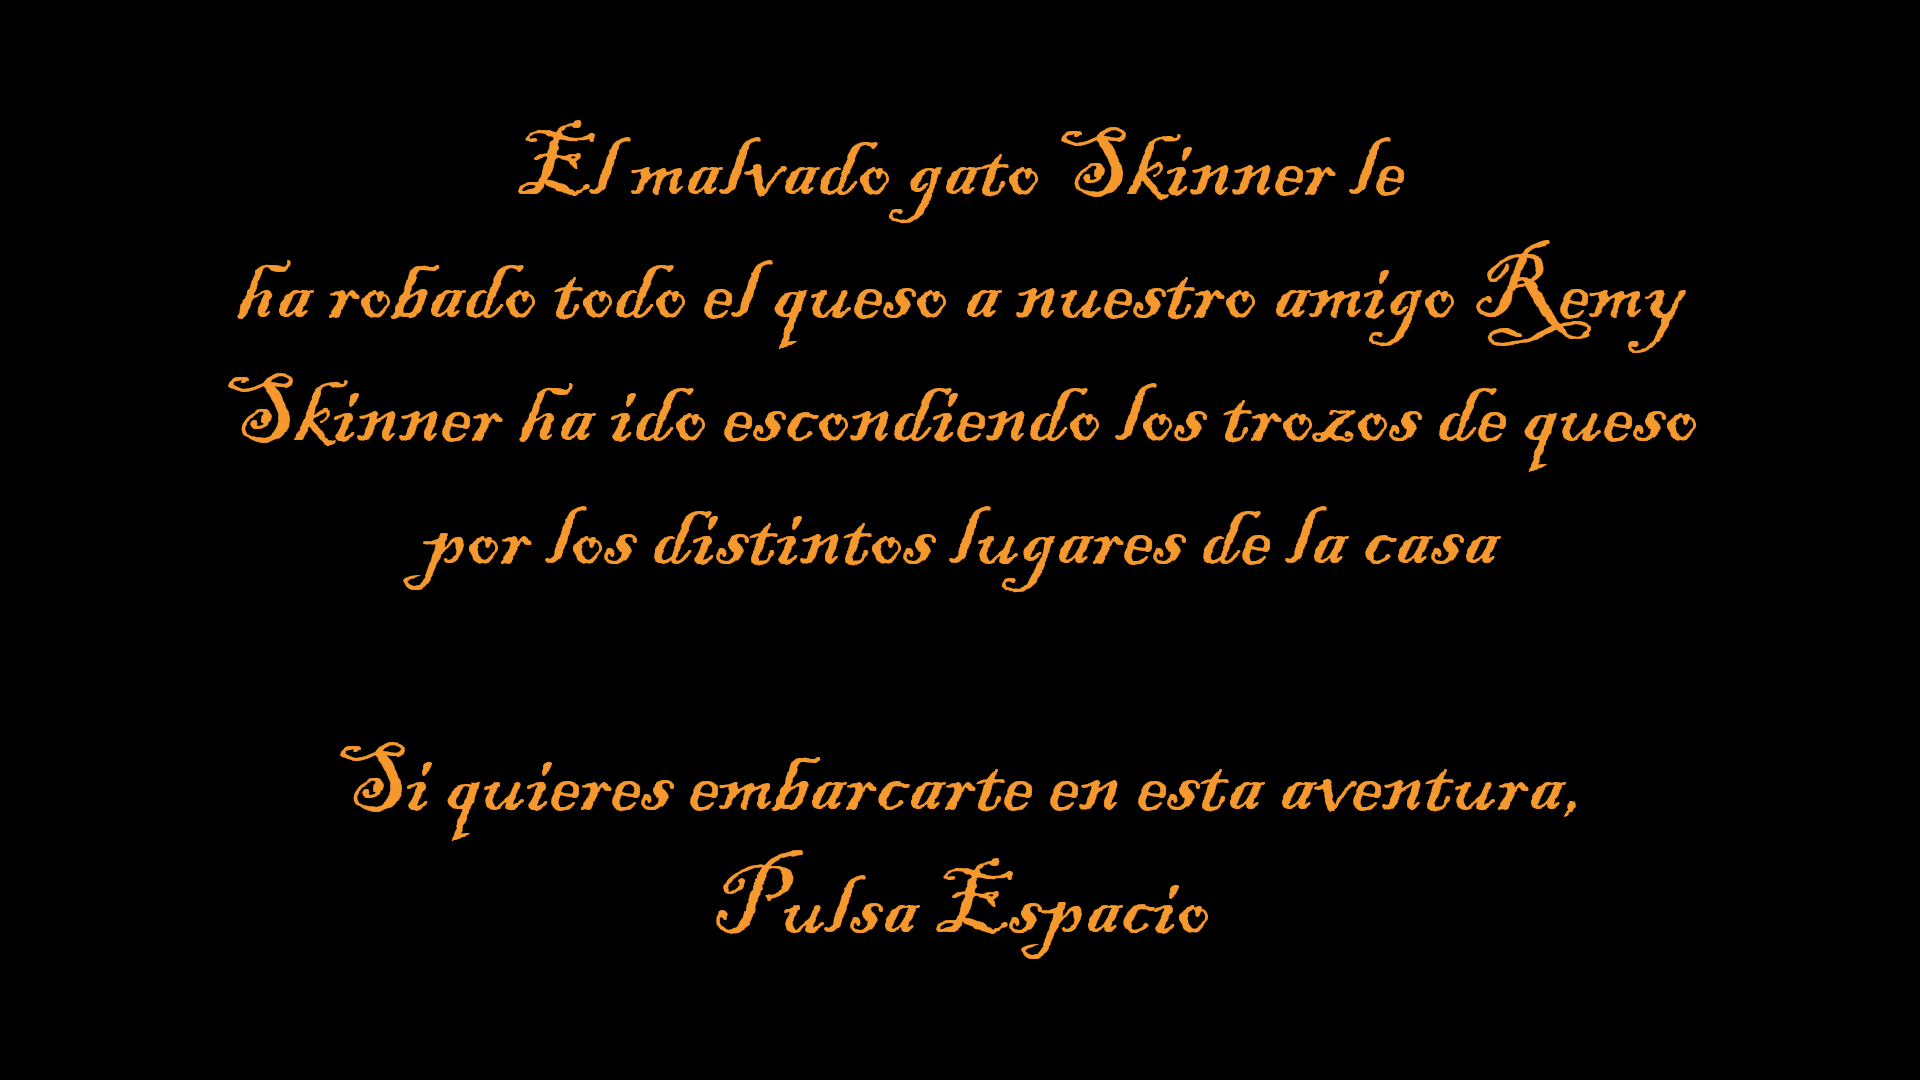 El malvado gato Skinner le
ha robado todo el queso a nuestro amigo Remy
Skinner ha ido escondiendo los trozos de queso
por los distintos lugares de la casa
Si quieres embarcarte en esta aventura,
Pulsa Espacio